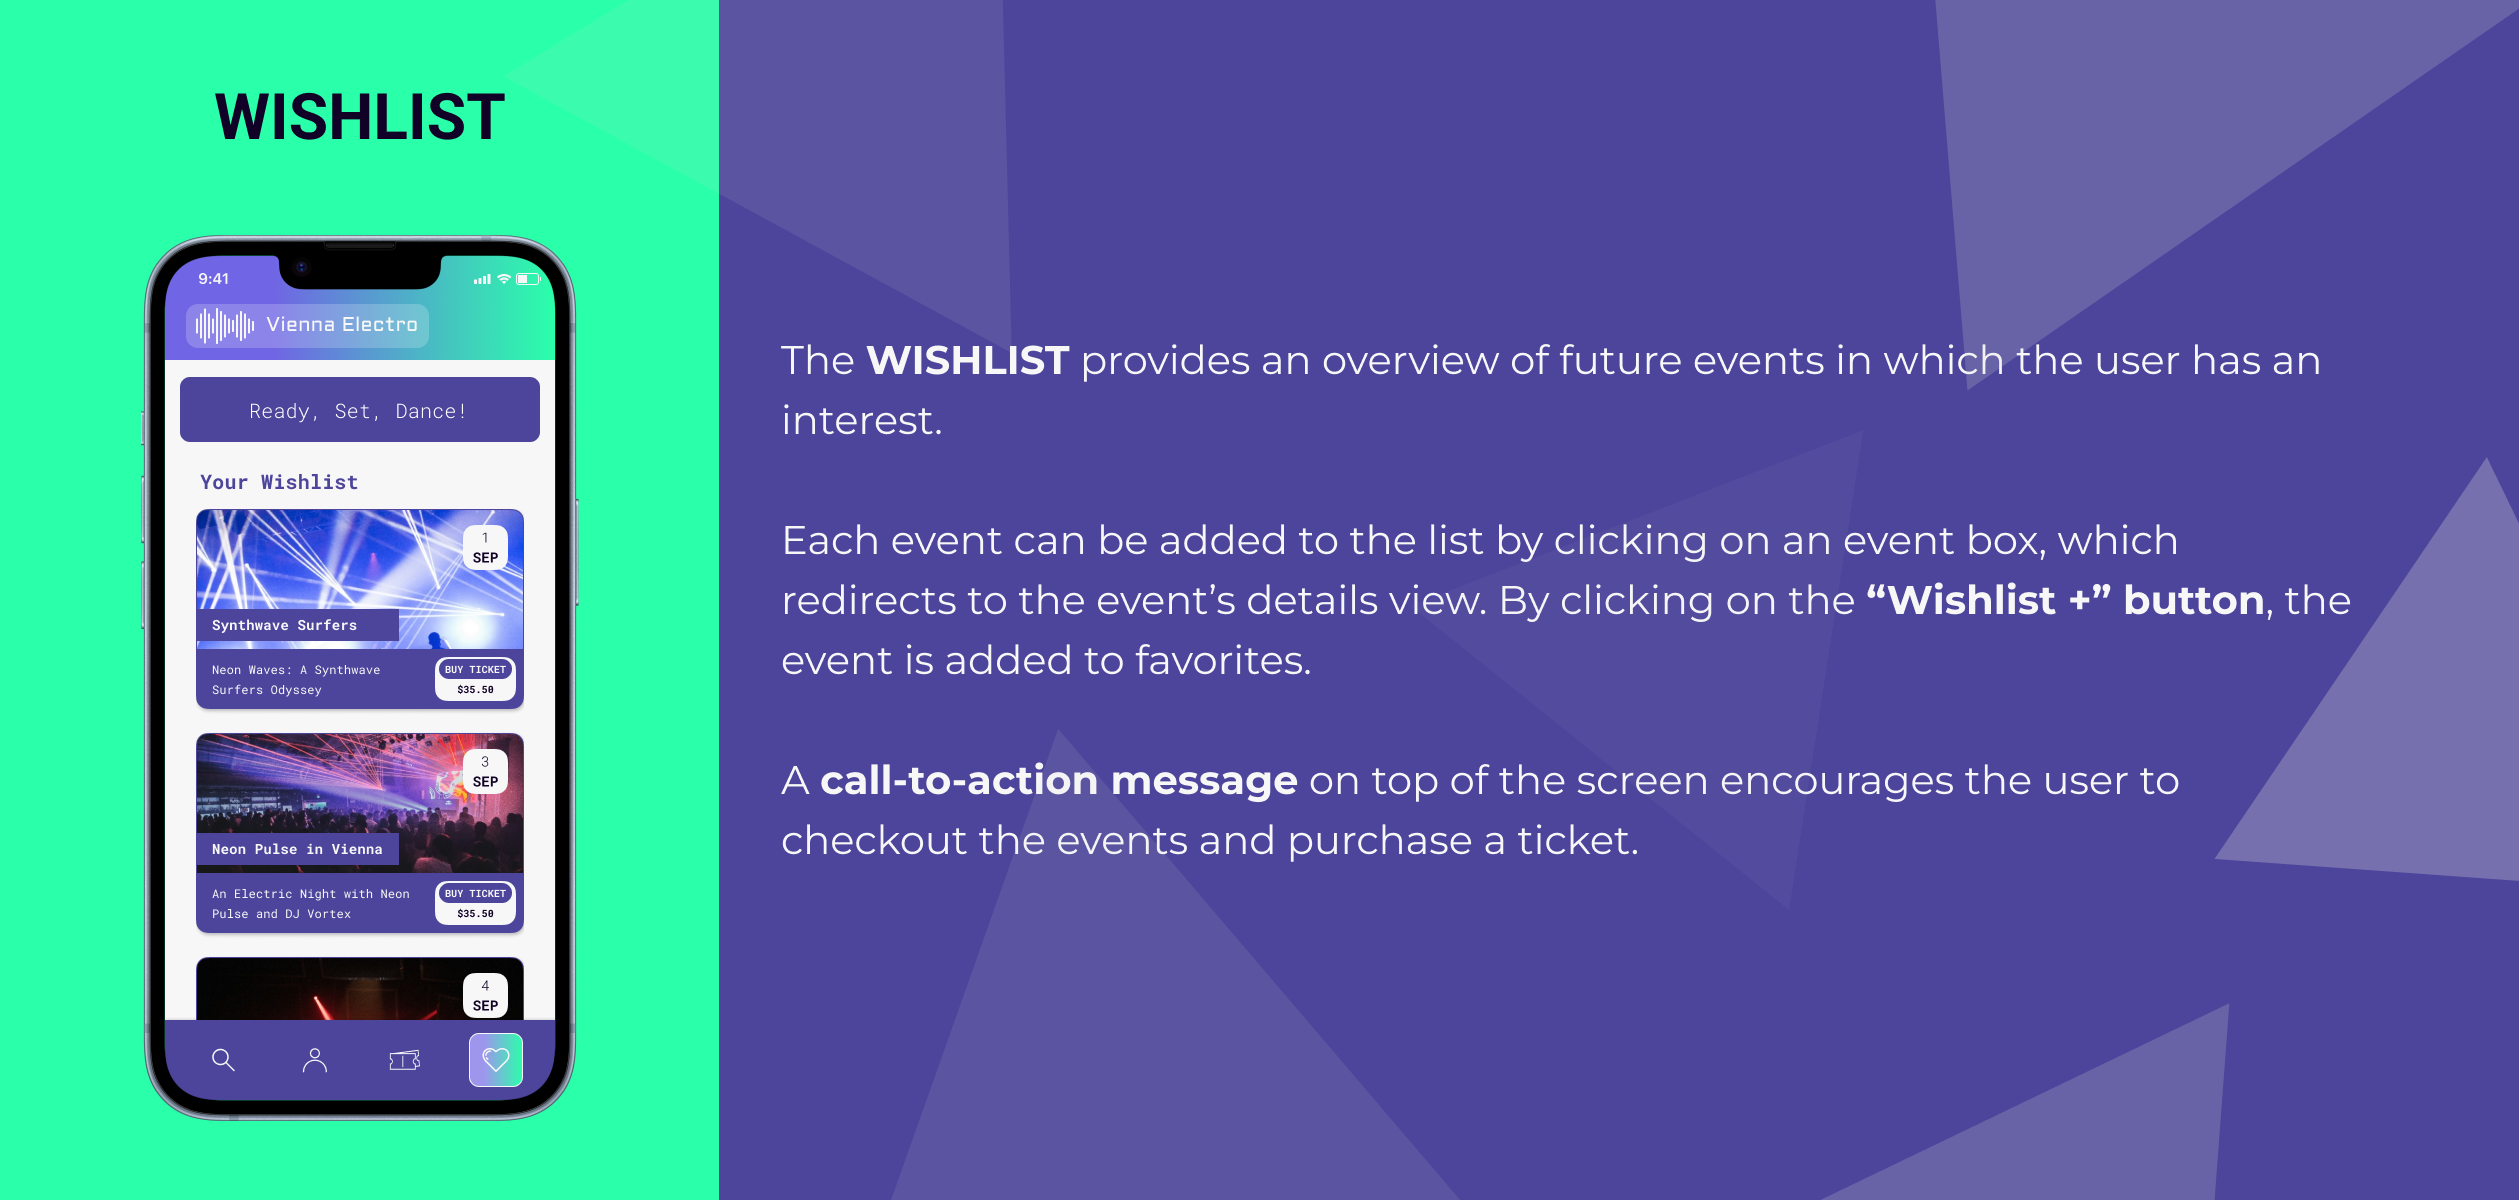 WISHLIST
9:41
Vienna Electro
Ready, Set, Dance!
Your Wishlist
1
SEP
Synthwave Surfers
Neon Waves: A Synthwave
Surfers Odyssey
BUY TICKET
$35.50
3
SEP
Neon Pulse in Vienna
An Electric Night with Neon
Pulse and DJ Vortex
BUY TICKET
$35.50
4
SEP
The WISHLIST provides an overview of future events in which the user has an
interest.
Each event can be added to the list by clicking on an event box, which
redirects to the event’s details view. By clicking on the “Wishlist +” button, the
event is added to favorites.
A call-to-action message on top of the screen encourages the user to
checkout the events and purchase a ticket.